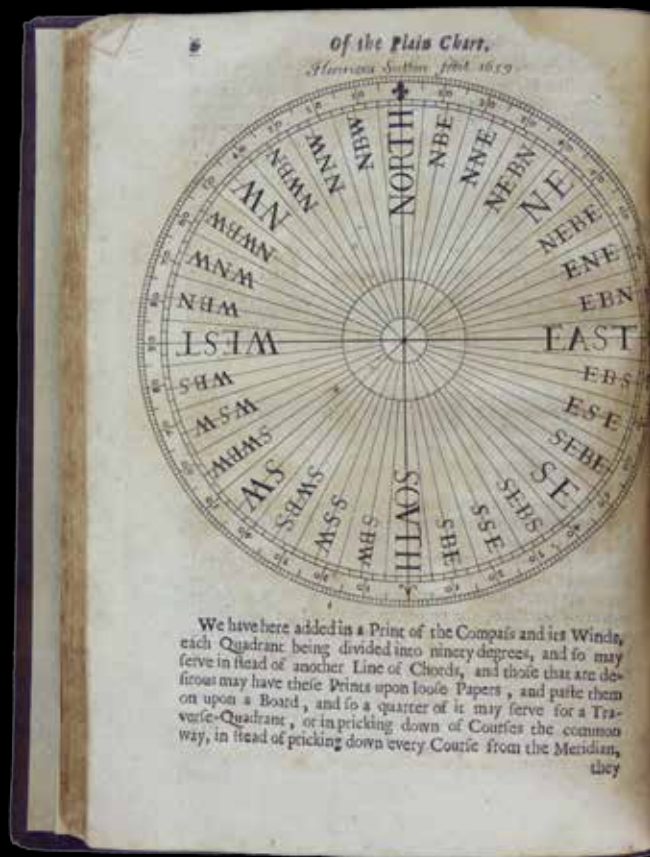 6
Of the Plain Chart.
Henricus Sutton fecit 1659
NORTH
NBE
NNE
NEBN
NE
NEBE
ENE
EBN
EAST
EBS
ESE
SEBE
SE
SEBS
SSE
SBE
SOVTH
SBW
SSW
SWBS
SW
SWBW
WSW
WBS
WEST
WBN
WNW
NWBW
NW
NWBN
NNW
NBW
We have here added in a Print of the Compaſs and its Winds,
each Quadrant being divided into ninety degrees, and ſo may
ſerve in ſtead of another Line of Chords, and thoſe that are de-
ſirous may have theſe Prints upon looſe Papers, and paſte them
on upon a Board, and ſo a quarter of it may ſerve for a Tra-
verſe-Quadrant, or in pricking down of Courſes the common
way, in ſtead of pricking down every Courſe from the Meridian,
they